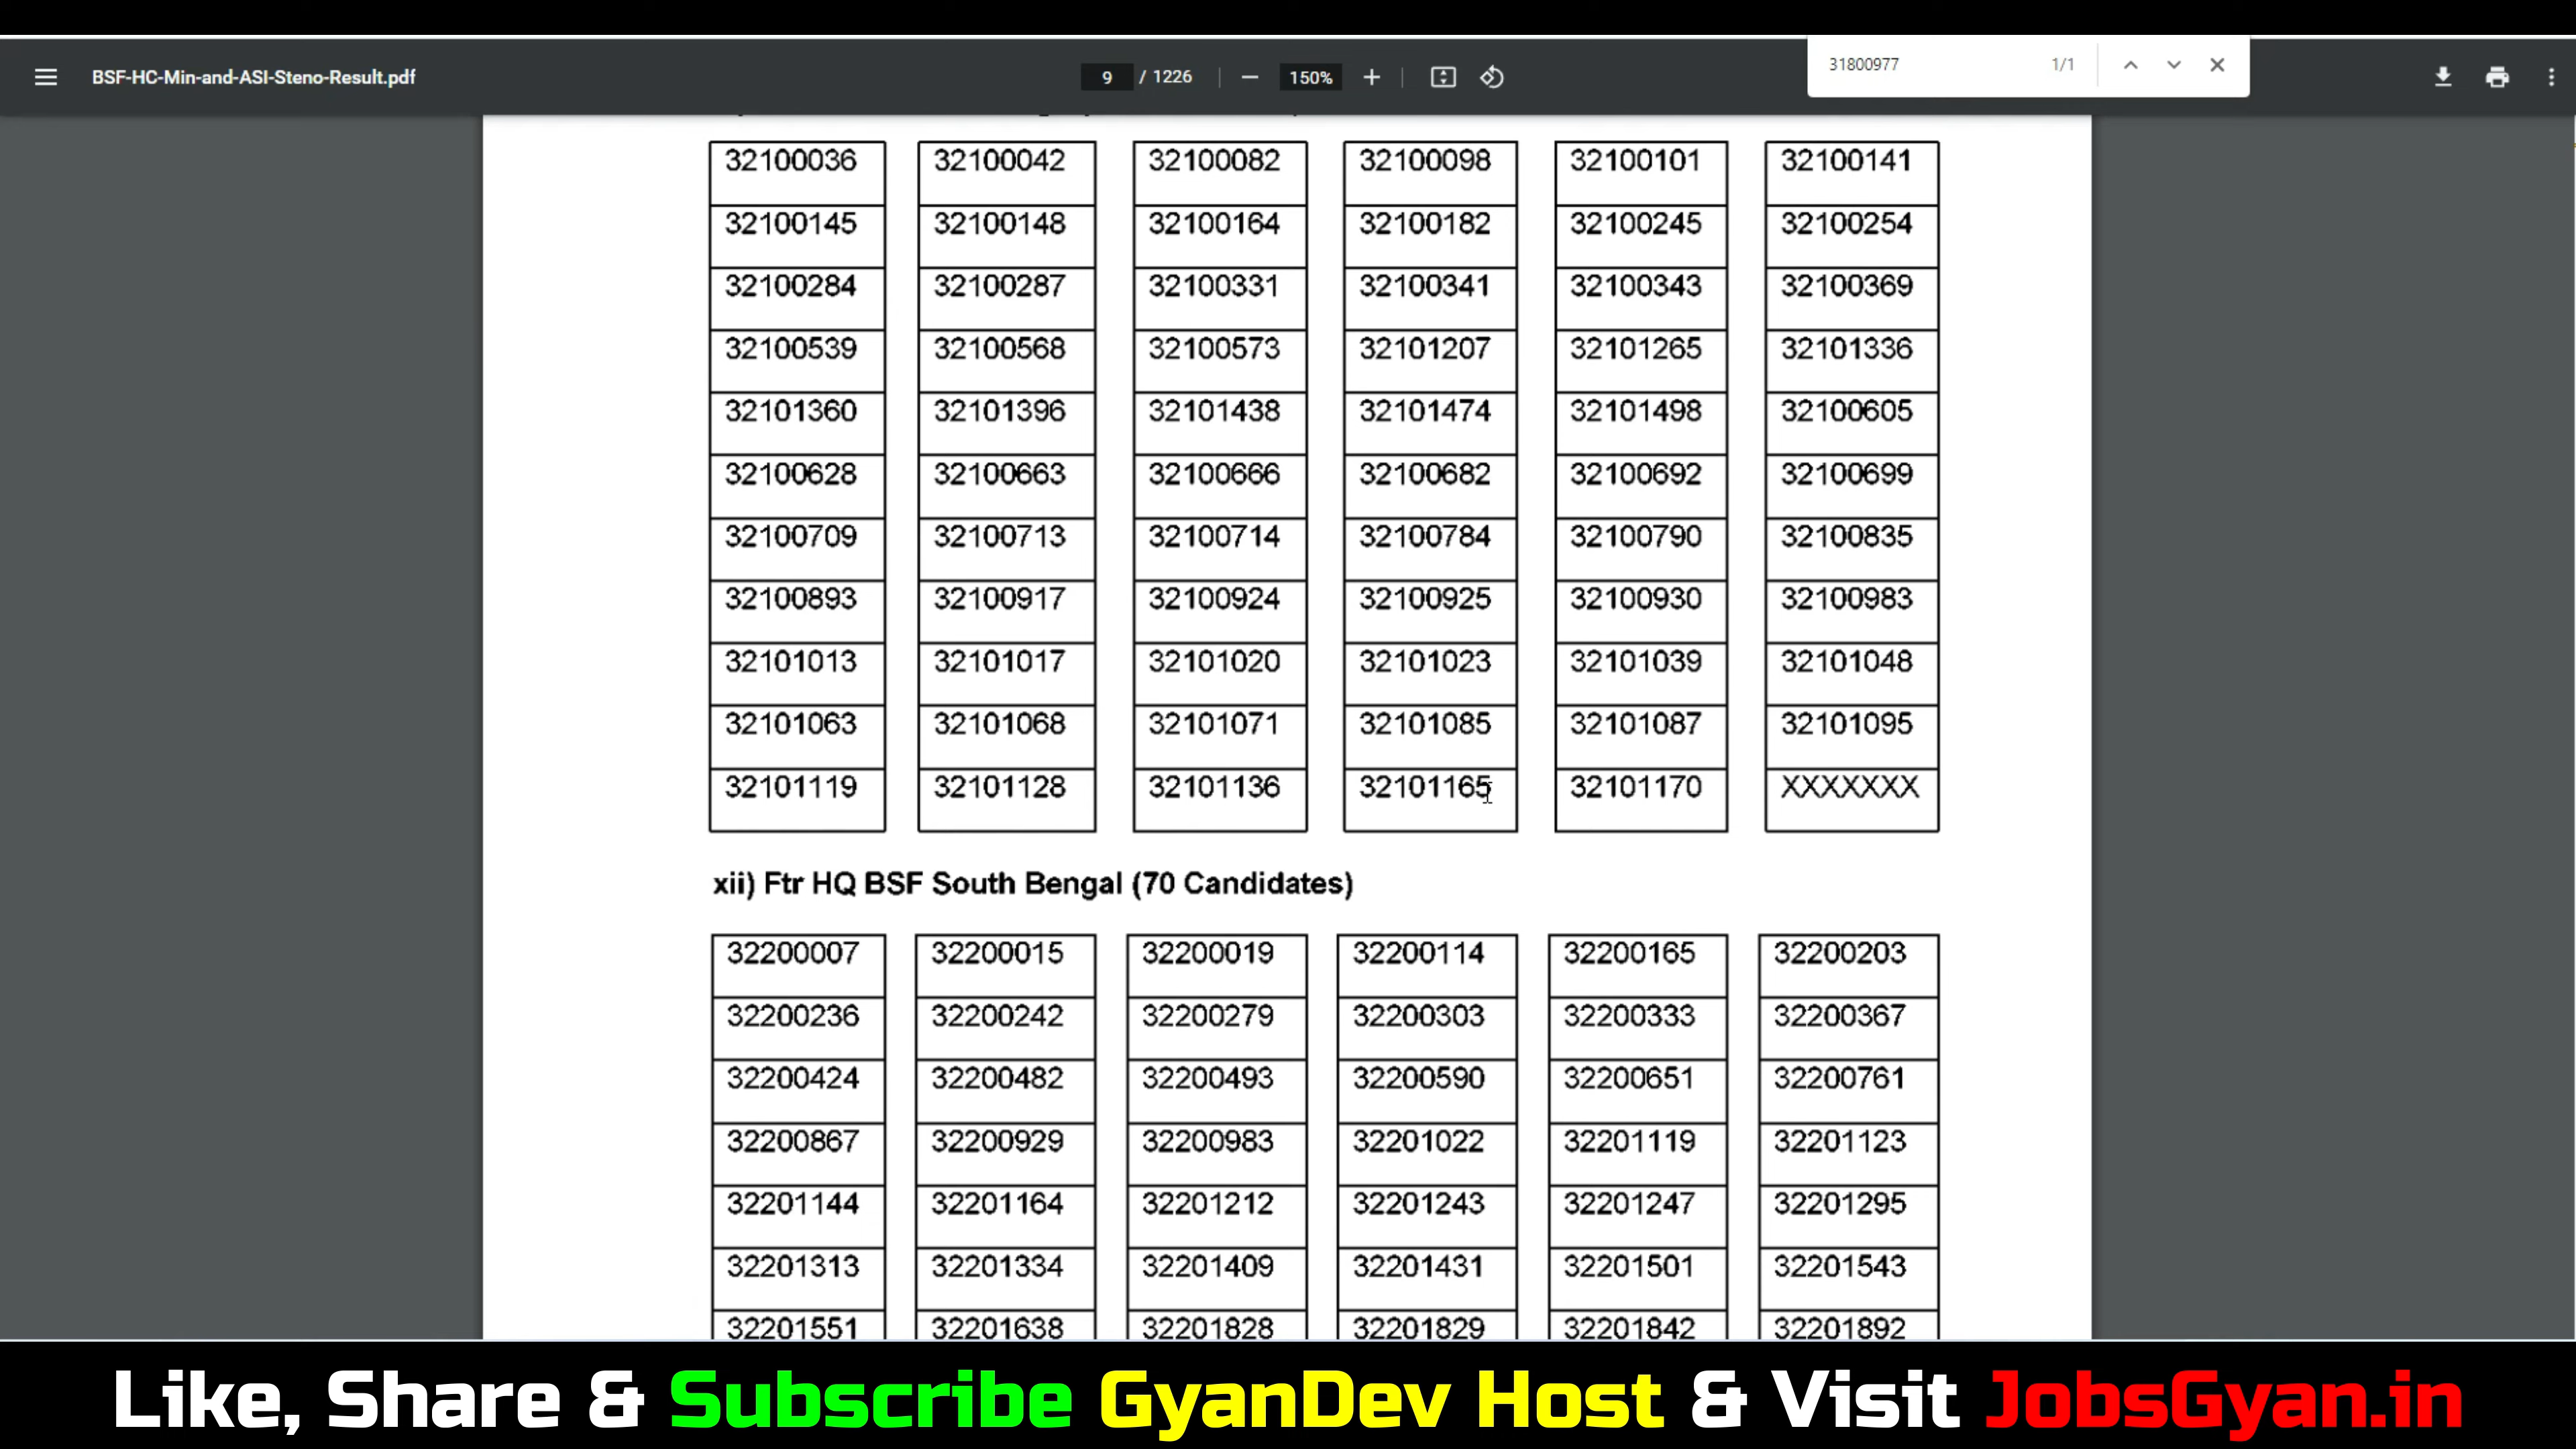 BSF-HC-Min-and-ASI-Steno-Result.pdf
9 / 1226
150%
31800977
1/1
32100036 32100042 32100082 32100098 32100101 32100141
32100145 32100148 32100164 32100182 32100245 32100254
32100284 32100287 32100331 32100341 32100343 32100369
32100539 32100568 32100573 32101207 32101265 32101336
32101360 32101396 32101438 32101474 32101498 32100605
32100628 32100663 32100666 32100682 32100692 32100699
32100709 32100713 32100714 32100784 32100790 32100835
32100893 32100917 32100924 32100925 32100930 32100983
32101013 32101017 32101020 32101023 32101039 32101048
32101063 32101068 32101071 32101085 32101087 32101095
32101119 32101128 32101136 32101165 32101170 XXXXXXX
xii) Ftr HQ BSF South Bengal (70 Candidates)
32200007 32200015 32200019 32200114 32200165 32200203
32200236 32200242 32200279 32200303 32200333 32200367
32200424 32200482 32200493 32200590 32200651 32200761
32200867 32200929 32200983 32201022 32201119 32201123
32201144 32201164 32201212 32201243 32201247 32201295
32201313 32201334 32201409 32201431 32201501 32201543
32201551 32201638 32201828 32201829 32201842 32201892
Like, Share & Subscribe GyanDev Host & Visit JobsGyan.in